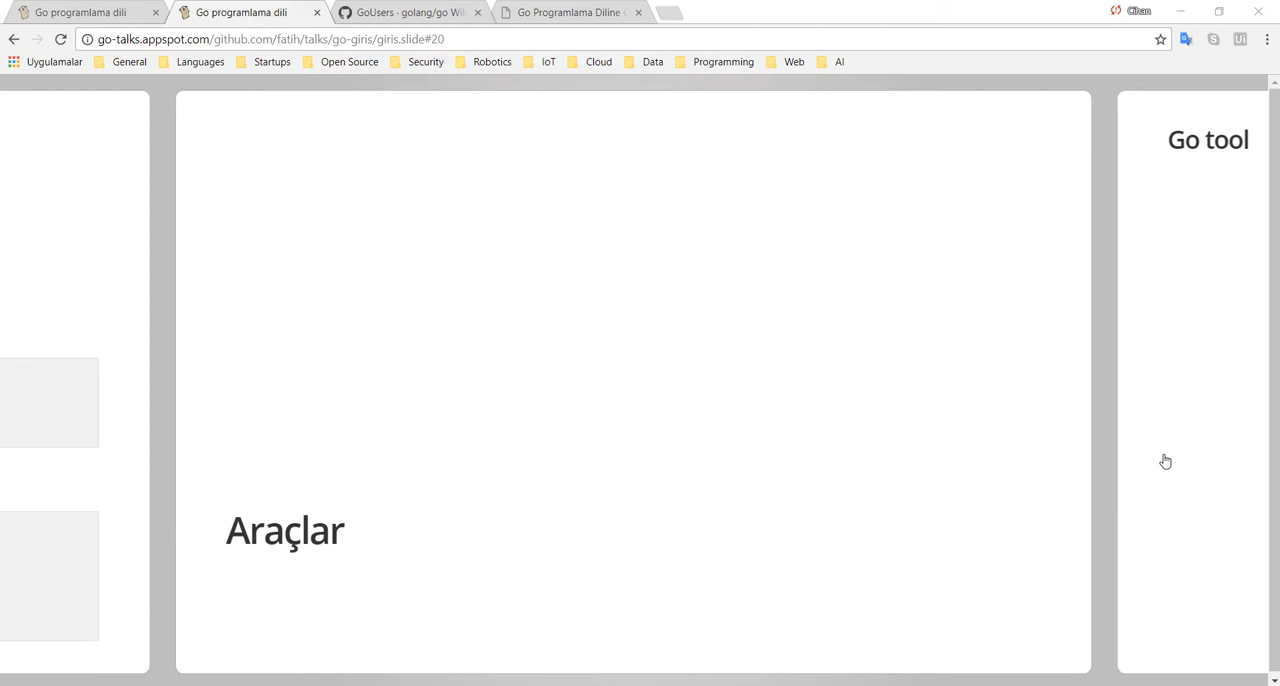 Go programlama dili
Go programlama dili
GoUsers · golang/go Wik
Go Programlama Diline
Cihan
go-talks.appspot.com/github.com/fatih/talks/go-giris/giris.slide#20
Uygulamalar General Languages Startups Open Source Security Robotics IoT Cloud Data Programming Web AI
Go tool
Araçlar